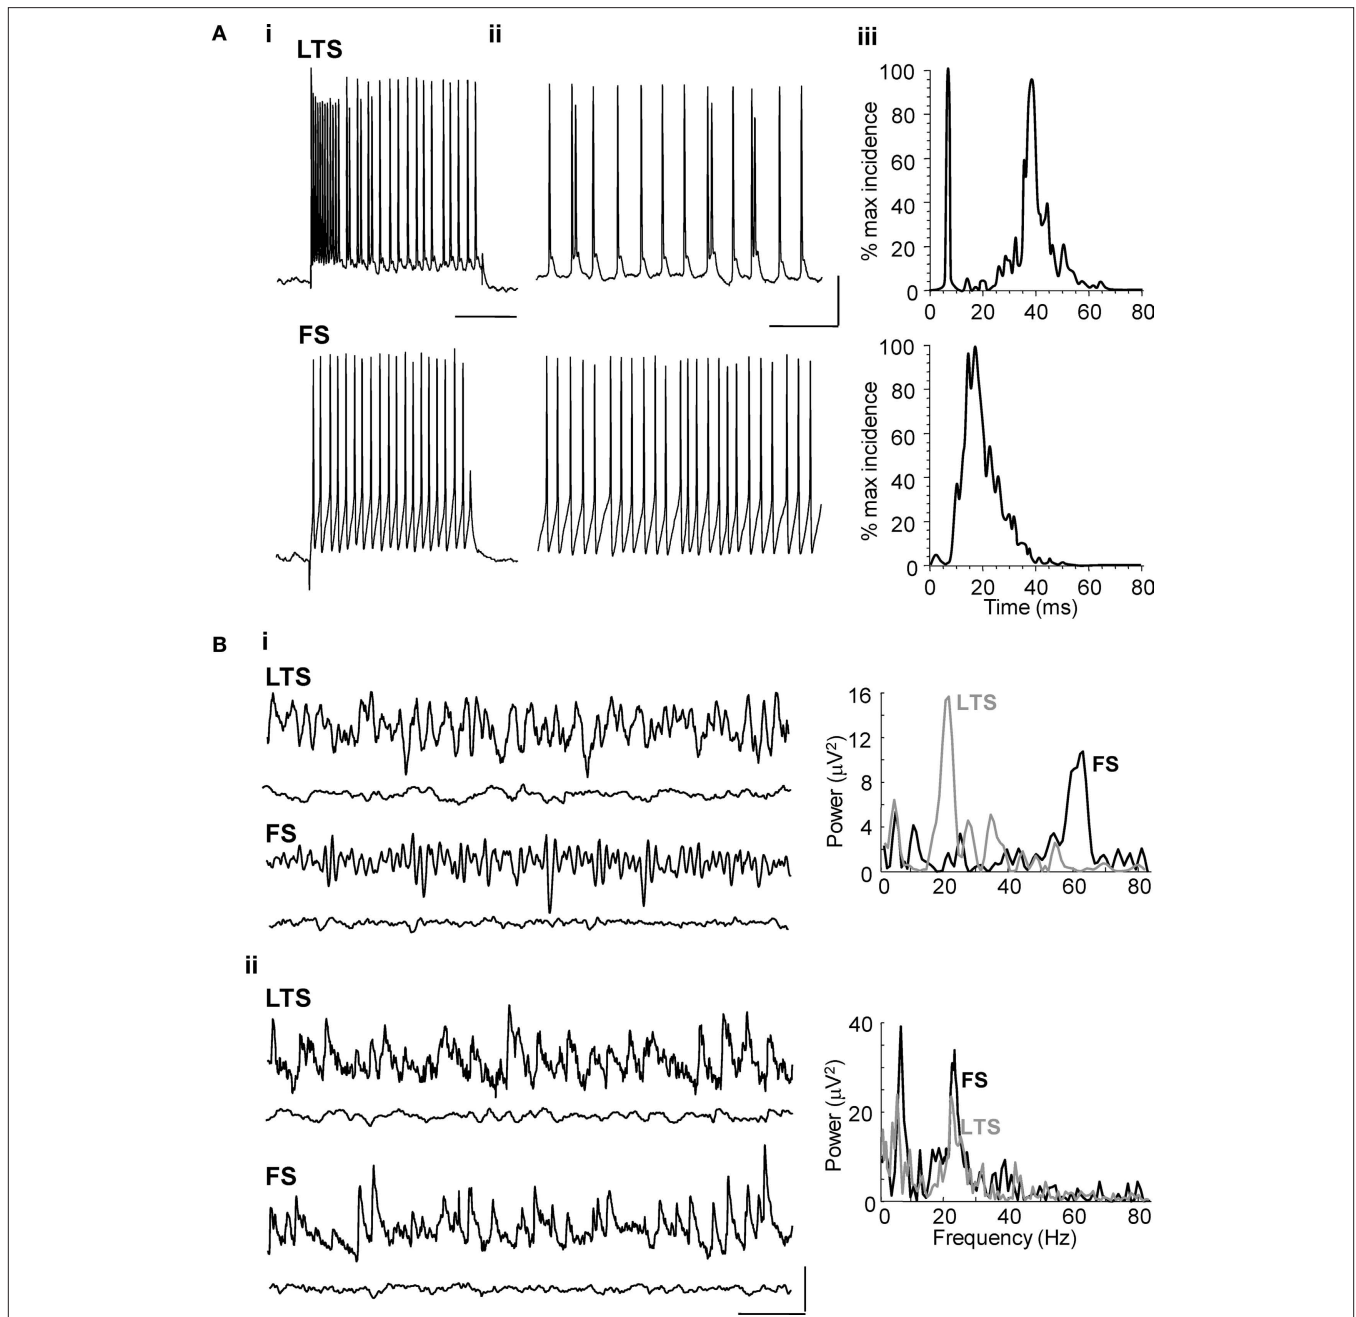 A i ii iii
LTS
100
80
60
40
20
0
% max incidence
0 20 40 60 80
FS
100
80
60
40
20
0
% max incidence
0 20 40 60 80
Time (ms)
B i
LTS
FS
16
12
8
4
0
Power (μV²)
LTS
FS
0 20 40 60 80
ii
LTS
FS
40
20
0
Power (μV²)
FS
LTS
0 20 40 60 80
Frequency (Hz)